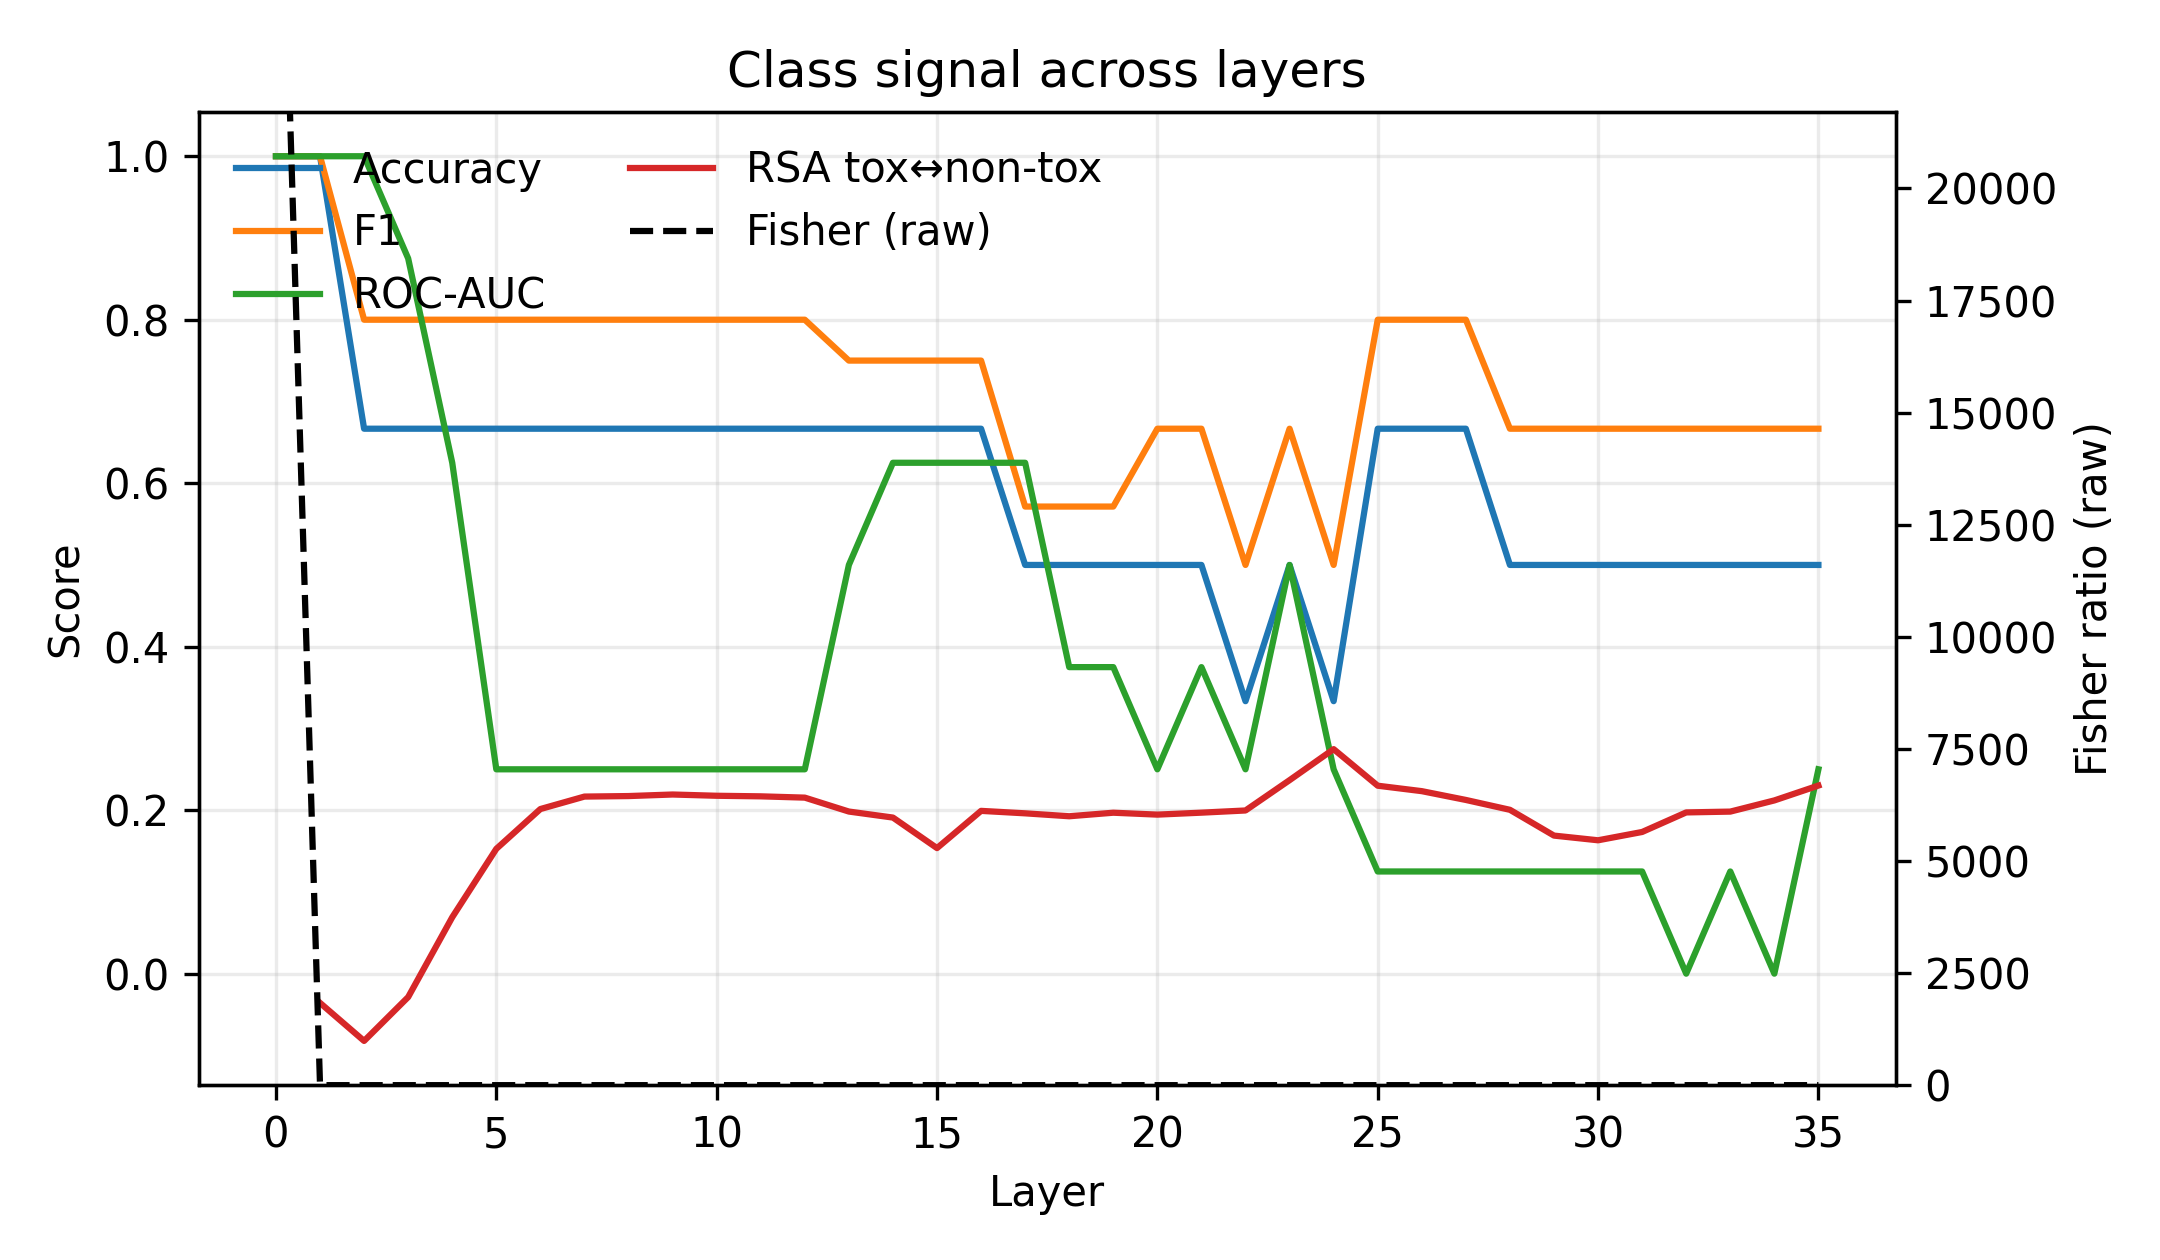 Class signal across layers
Accuracy
F1
ROC-AUC
RSA tox↔non-tox
Fisher (raw)
Score
1.0
0.8
0.6
0.4
0.2
0.0
20000
17500
15000
12500
10000
7500
5000
2500
0
Fisher ratio (raw)
0 5 10 15 20 25 30 35
Layer